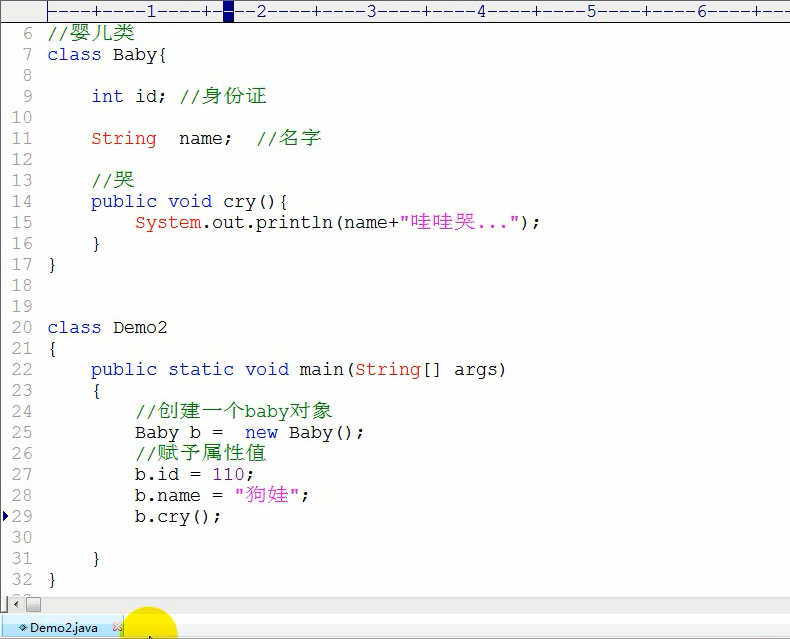 ----+----1----+----2----+----3----+----4----+----5----+----6----+---
6 //婴儿类
7 class Baby{
8
9 int id; //身份证
10
11 String  name;  //名字
12
13 //哭
14 public void cry(){
15 System.out.println(name+"哇哇哭...");
16 }
17 }
18
19
20 class Demo2
21 {
22 public static void main(String[] args)
23 {
24 //创建一个baby对象
25 Baby b =  new Baby();
26 //赋予属性值
27 b.id = 110;
28 b.name = "狗娃";
29 b.cry();
30
31 }
32 }
Demo2.java